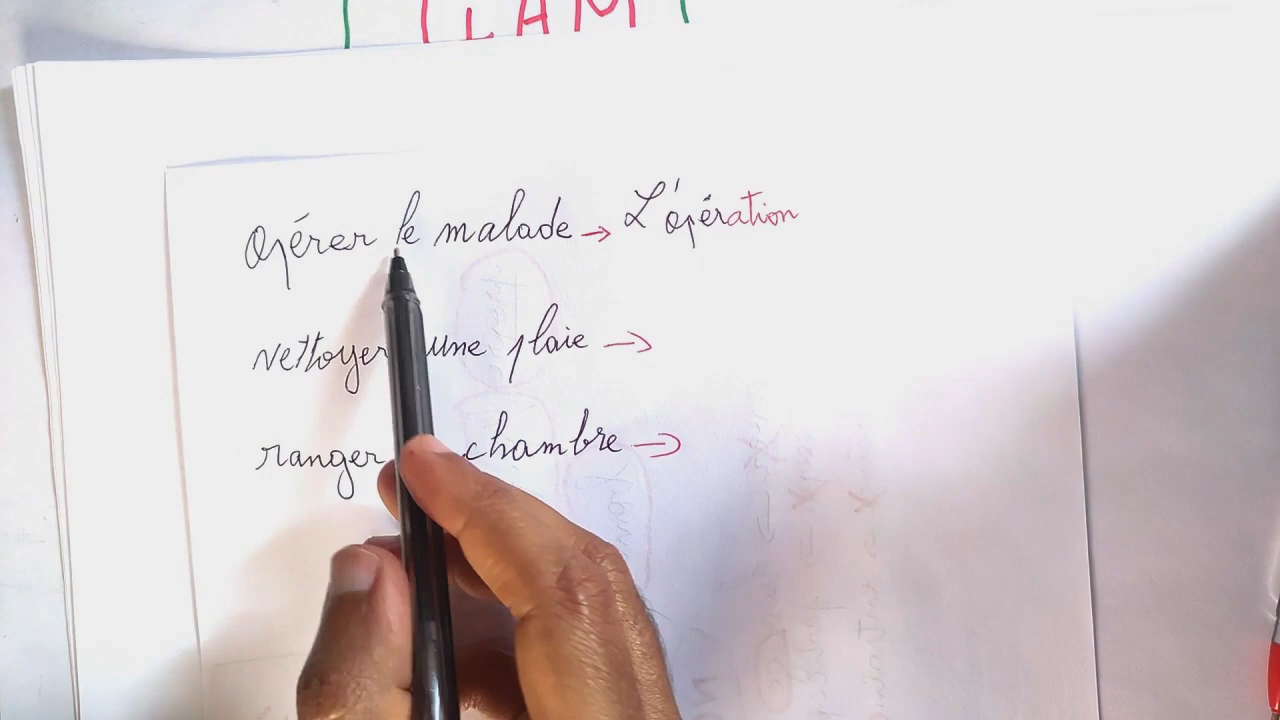 Opérer le malade → L'opération
nettoyer une plaie →
ranger chambre →